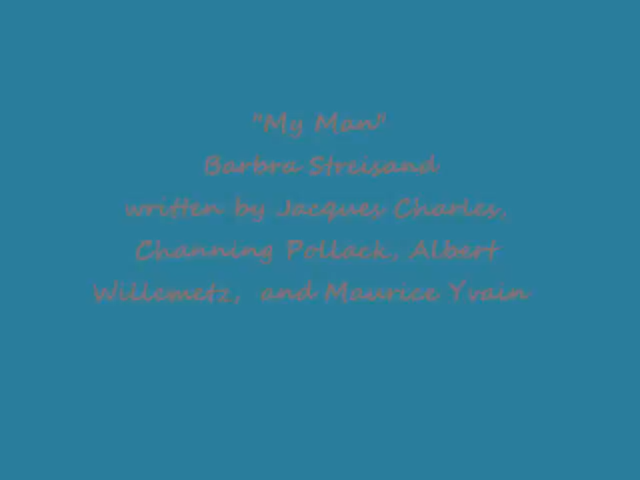 "My Man"
Barbra Streisand
written by Jacques Charles,
Channing Pollack, Albert
Willemetz, and Maurice Yvain